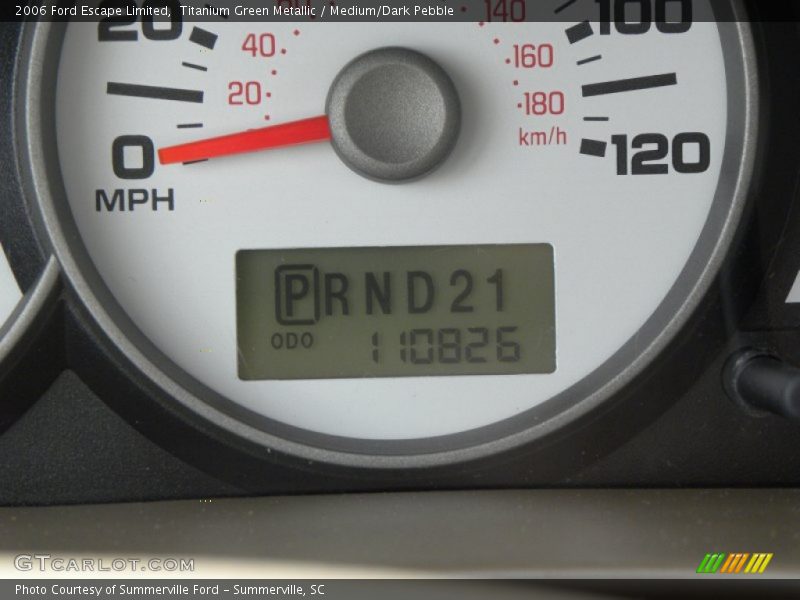 2006 Ford Escape Limited, Titanium Green Metallic / Medium/Dark Pebble
20
40
20
0
MPH
140
160
180
km/h
100
120
PRND21
ODO 110826
GTCARLOT.COM
Photo Courtesy of Summerville Ford – Summerville, SC